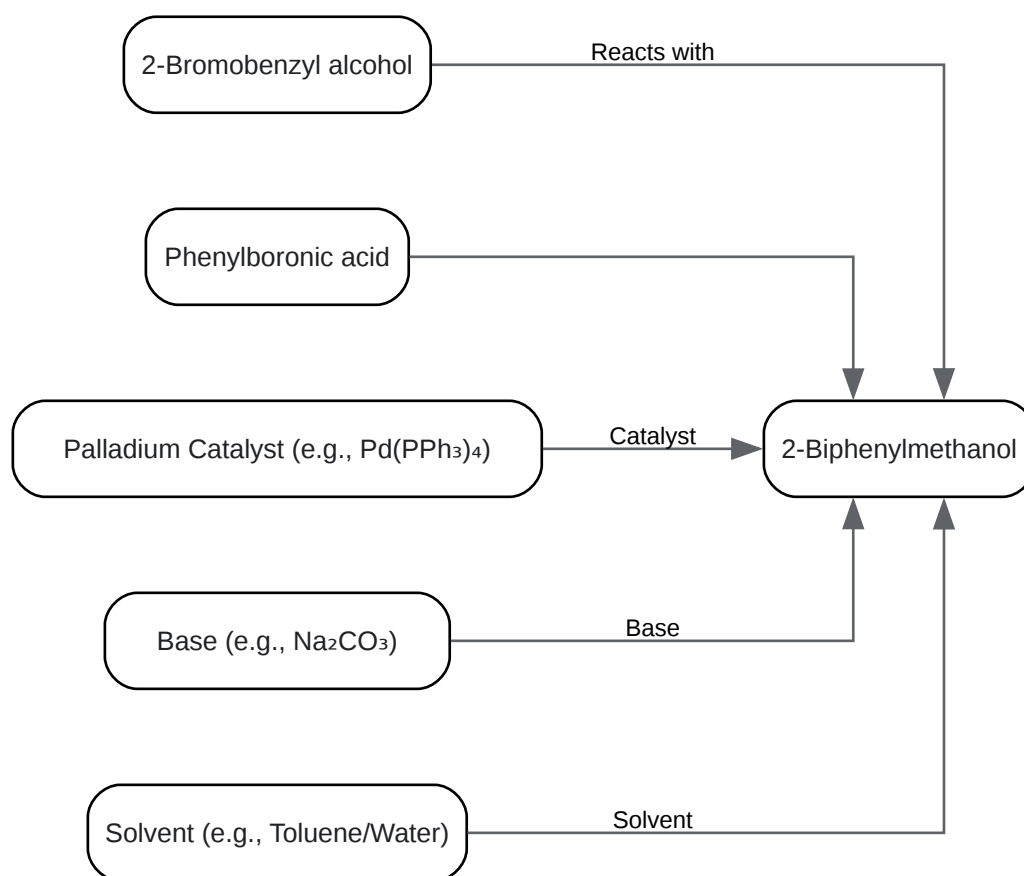 2-Bromobenzyl alcohol
Reacts with
Phenylboronic acid
Palladium Catalyst (e.g., Pd(PPh₃)₄)
Catalyst
2-Biphenylmethanol
Base (e.g., Na₂CO₃)
Base
Solvent (e.g., Toluene/Water)
Solvent